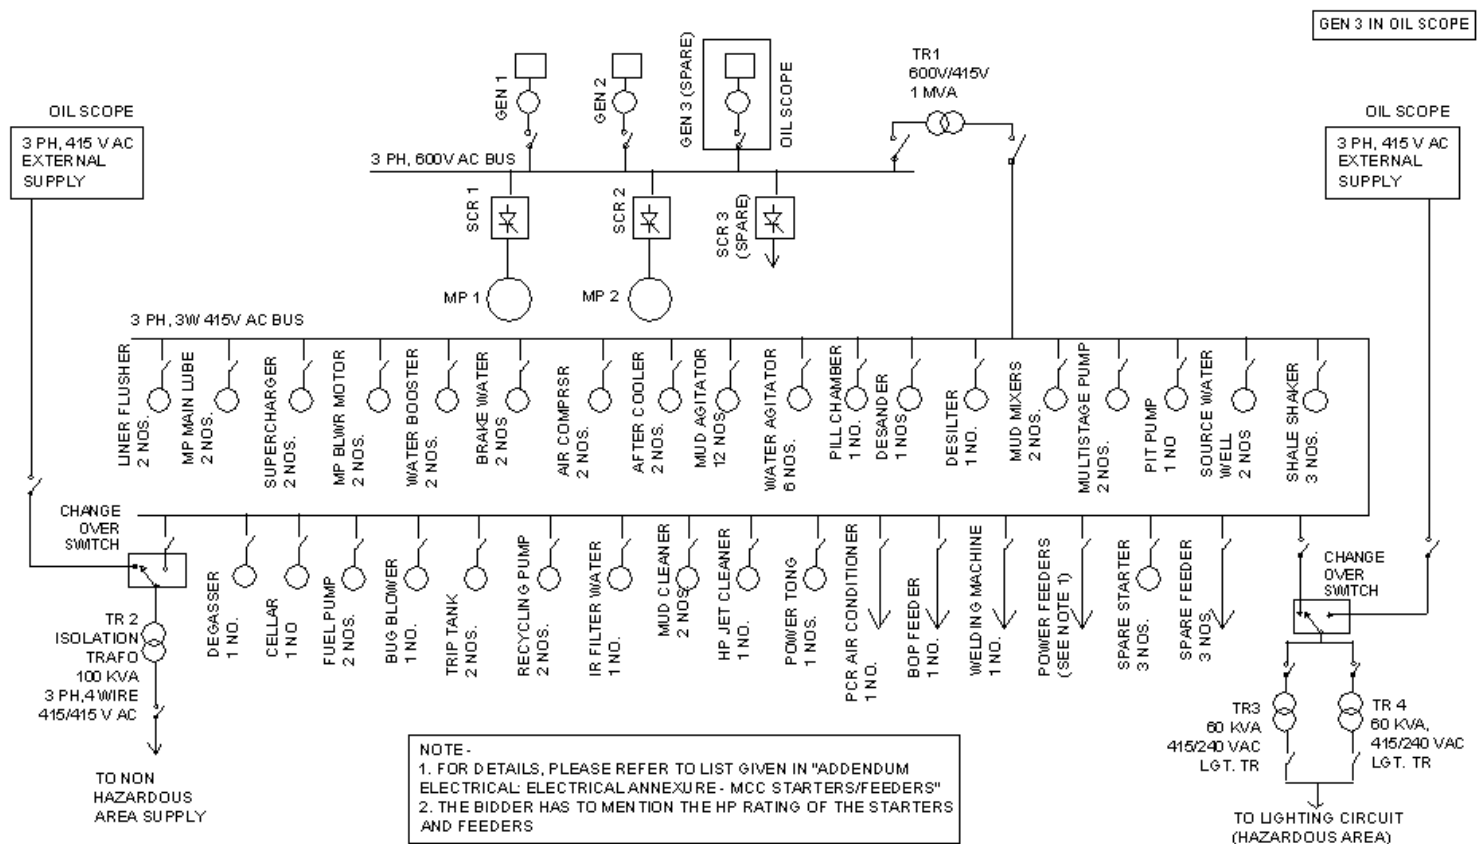 GEN 3 IN OIL SCOPE
GEN 1
GEN 2
GEN 3 (SPARE)
OIL SCOPE
TR1
600V/415V
1 MVA
OIL SCOPE
3 PH, 415 V AC
EXTERNAL
SUPPLY
OIL SCOPE
3 PH, 415 V AC
EXTERNAL
SUPPLY
3 PH, 600V AC BUS
SCR 1
SCR 2
SCR 3
(SPARE)
MP 1
MP 2
3 PH, 3W 415V AC BUS
LINER FLUSHER
2 NOS.
MP MAIN LUBE
2 NOS.
SUPERCHARGER
2 NOS.
MP BLWR MOTOR
2 NOS.
WATER BOOSTER
2 NOS.
BRAKE WATER
2 NOS.
AIR COMPRSR
2 NOS.
AFTER COOLER
2 NOS.
MUD AGITATOR
12 NOS
WATER AGITATOR
6 NOS.
PILL CHAMBER
1 NO.
DESANDER
1 NOS
DESILTER
1 NO.
MUD MIXERS
2 NOS.
MULTISTAGE PUMP
2 NOS.
PIT PUMP
1 NO
SOURCE WATER
WELL
2 NOS
SHALE SHAKER
3 NOS.
CHANGE
OVER
SWITCH
TR 2
ISOLATION
TRAFO
100 KVA
3 PH,4 WIRE
415/415 V AC
TO NON
HAZARDOUS
AREA SUPPLY
DEGASSER
1 NO.
CELLAR
1 NO
FUEL PUMP
2 NOS.
BUG BLOWER
1 NO.
TRIP TANK
2 NOS.
RECYCLING PUMP
2 NOS.
IR FILTER WATER
1 NO.
MUD CLEANER
2 NOS
HP JET CLEANER
1 NO.
POWER TONG
1 NOS.
PCR AIR CONDITIONER
1 NO.
BOP FEEDER
1 NO.
WELDING MACHINE
1 NO.
POWER FEEDERS
(SEE NOTE 1)
SPARE STARTER
3 NOS.
SPARE FEEDER
3 NOS.
CHANGE
OVER
SWITCH
TR3
60 KVA
415/240 VAC
LGT. TR
TR 4
60 KVA,
415/240 VAC
LGT. TR
TO LIGHTING CIRCUIT
(HAZARDOUS AREA)
NOTE -
1. FOR DETAILS, PLEASE REFER TO LIST GIVEN IN "ADDENDUM
ELECTRICAL: ELECTRICAL ANNEXURE - MCC STARTERS/FEEDERS"
2. THE BIDDER HAS TO MENTION THE HP RATING OF THE STARTERS
AND FEEDERS